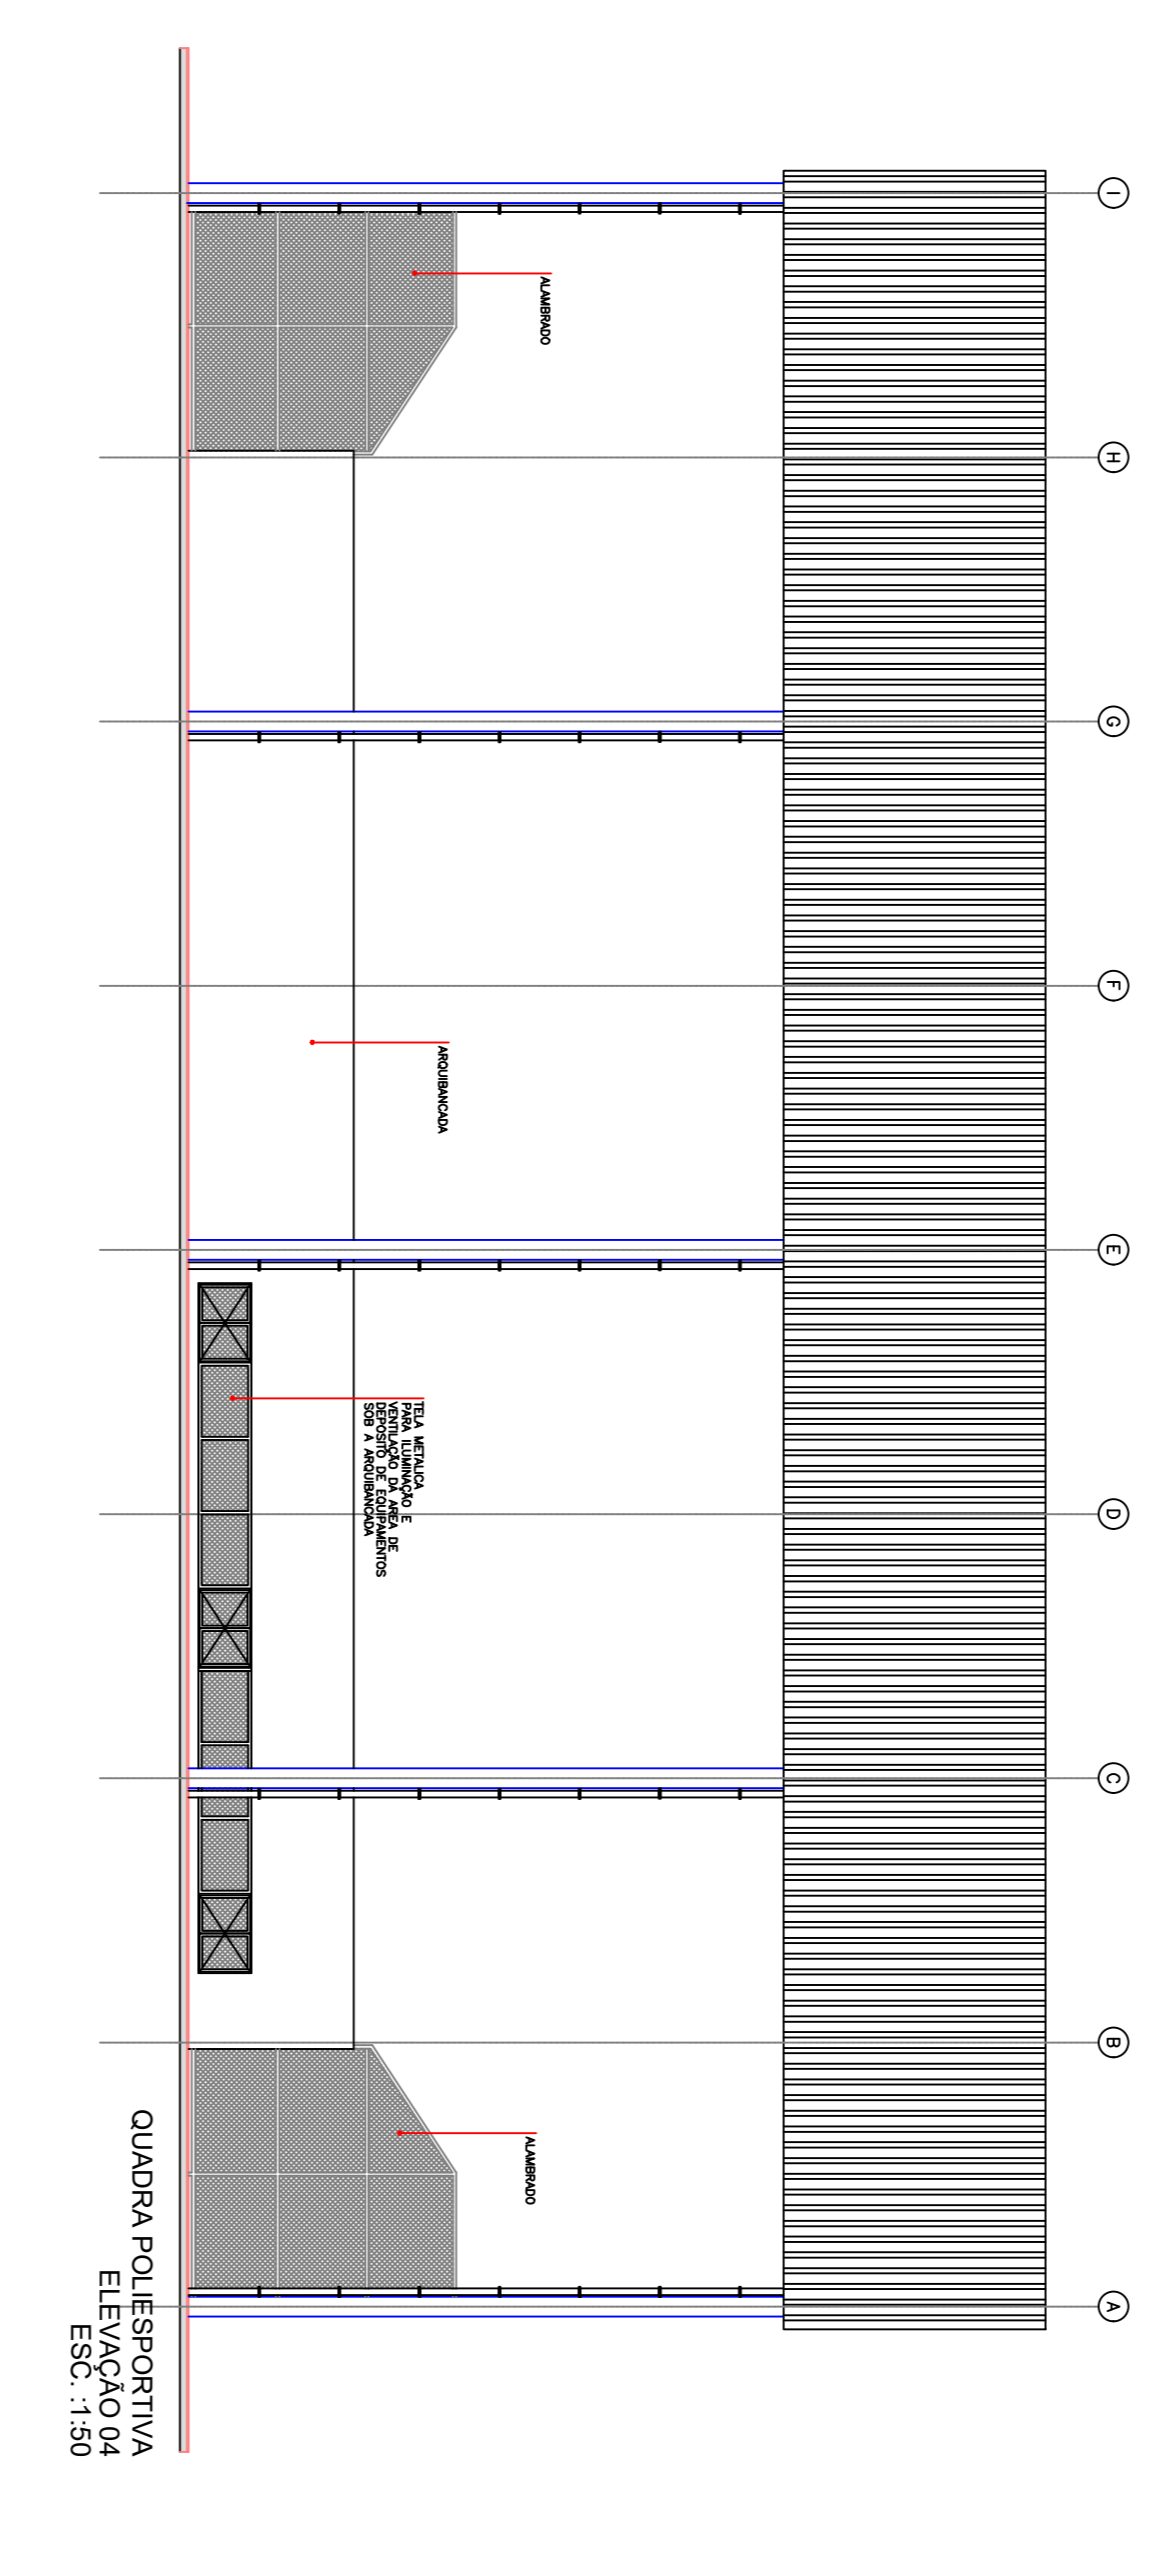 I
H
G
F
E
D
C
B
A
ALAMBRADO
ARQUIBANCADA
TELA METALICA
PARA ILUMINAÇÃO E
VENTILAÇÃO DA AREA DE
DEPOSITO DE EQUIPAMENTOS
SOB A ARQUIBANCADA
ALAMBRADO
QUADRA POLIESPORTIVA
ELEVAÇÃO 04
ESC. :1:50